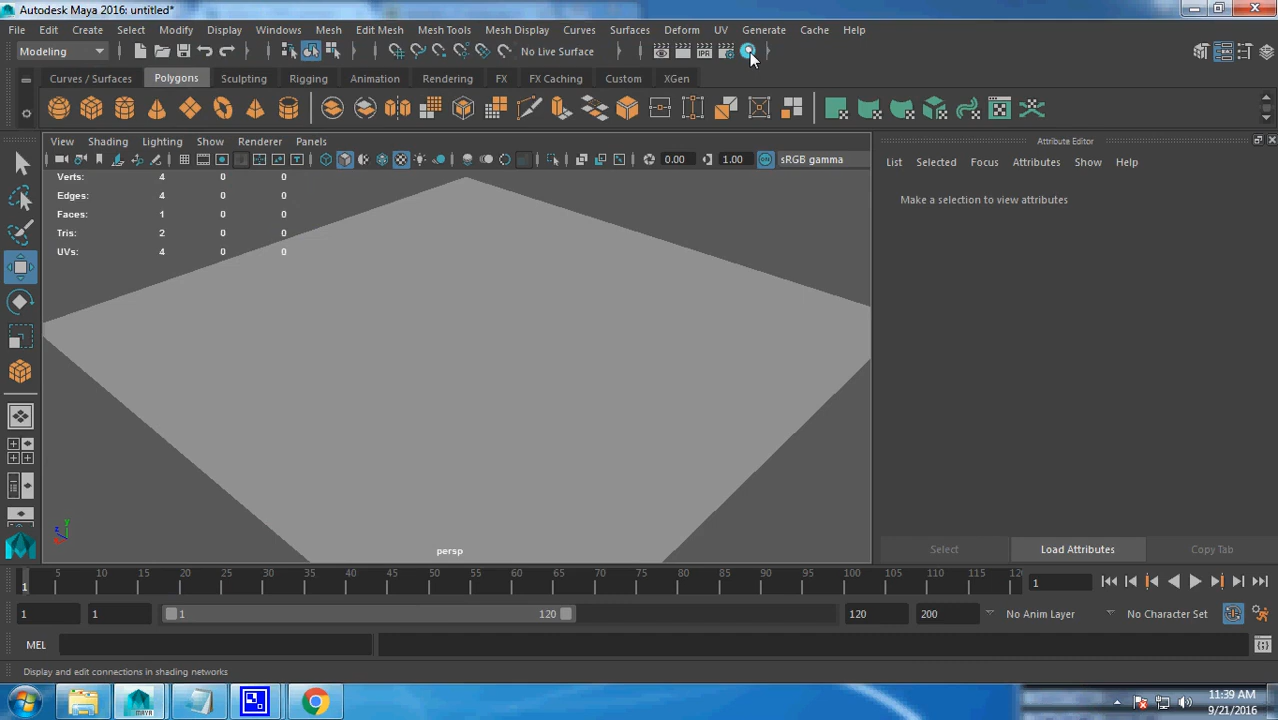 Autodesk Maya 2016: untitled*
File Edit Create Select Modify Display Windows Mesh Edit Mesh Mesh Tools Mesh Display Curves Surfaces Deform UV Generate Cache Help
Modeling No Live Surface IPR
Curves / Surfaces Polygons Sculpting Rigging Animation Rendering FX FX Caching Custom XGen
View Shading Lighting Show Renderer Panels
0.00 1.00 ON sRGB gamma
Verts: 4 0 0
Edges: 4 0 0
Faces: 1 0 0
Tris: 2 0 0
UVs: 4 0 0
persp
Attribute Editor
List Selected Focus Attributes Show Help
Make a selection to view attributes
Select Load Attributes Copy Tab
1 5 10 15 20 25 30 35 40 45 50 55 60 65 70 75 80 85 90 95 100 105 110 115 12 1
1 1 1 120 120 200 No Anim Layer No Character Set
MEL
Display and edit connections in shading networks
MAYA
11:39 AM
9/21/2016